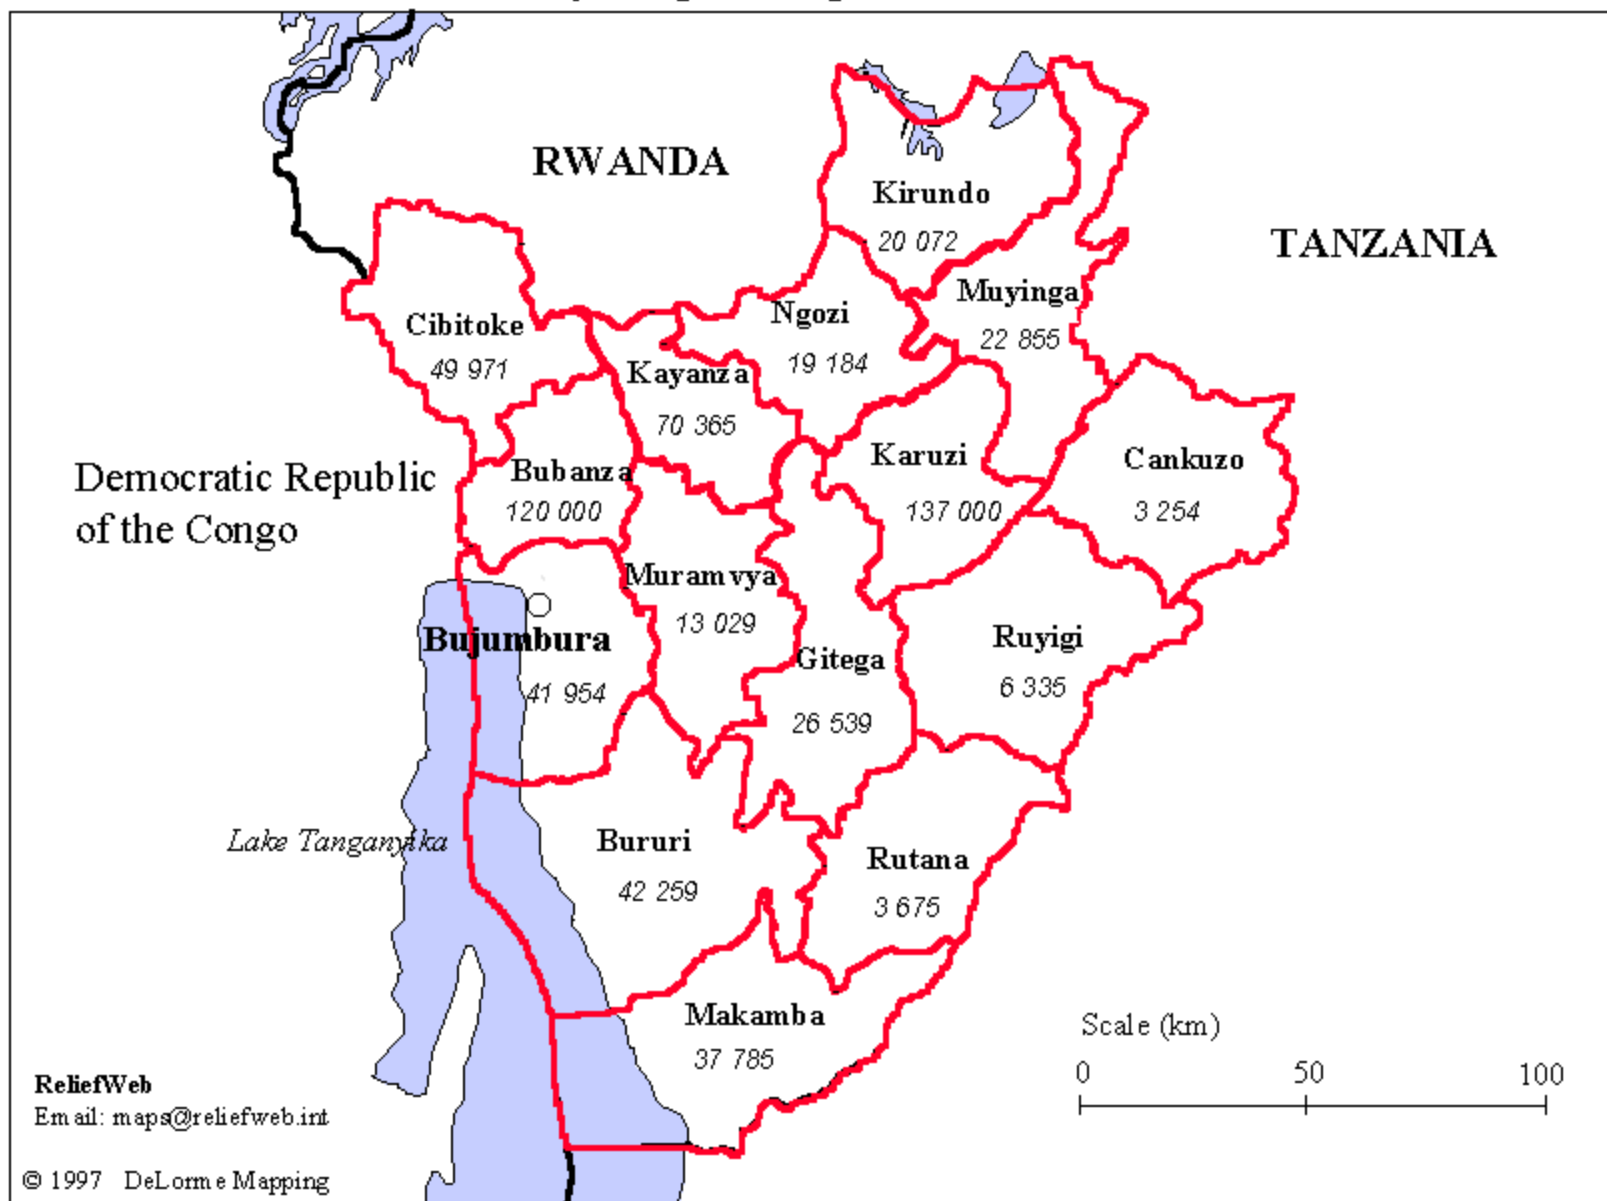 RWANDA
Kirundo
20 072
TANZANIA
Muyinga
22 855
Ngozi
19 184
Cibitoke
49 971
Kayanza
70 365
Karuzi
137 000
Cankuzo
3 254
Democratic Republic
of the Congo
Bubanza
120 000
Muramvya
13 029
Bujumbura
41 954
Gitega
26 539
Ruyigi
6 335
Lake Tanganyika
Bururi
42 259
Rutana
3 675
Makamba
37 785
Scale (km)
0 50 100
ReliefWeb
Email: maps@reliefweb.int
© 1997 DeLorme Mapping